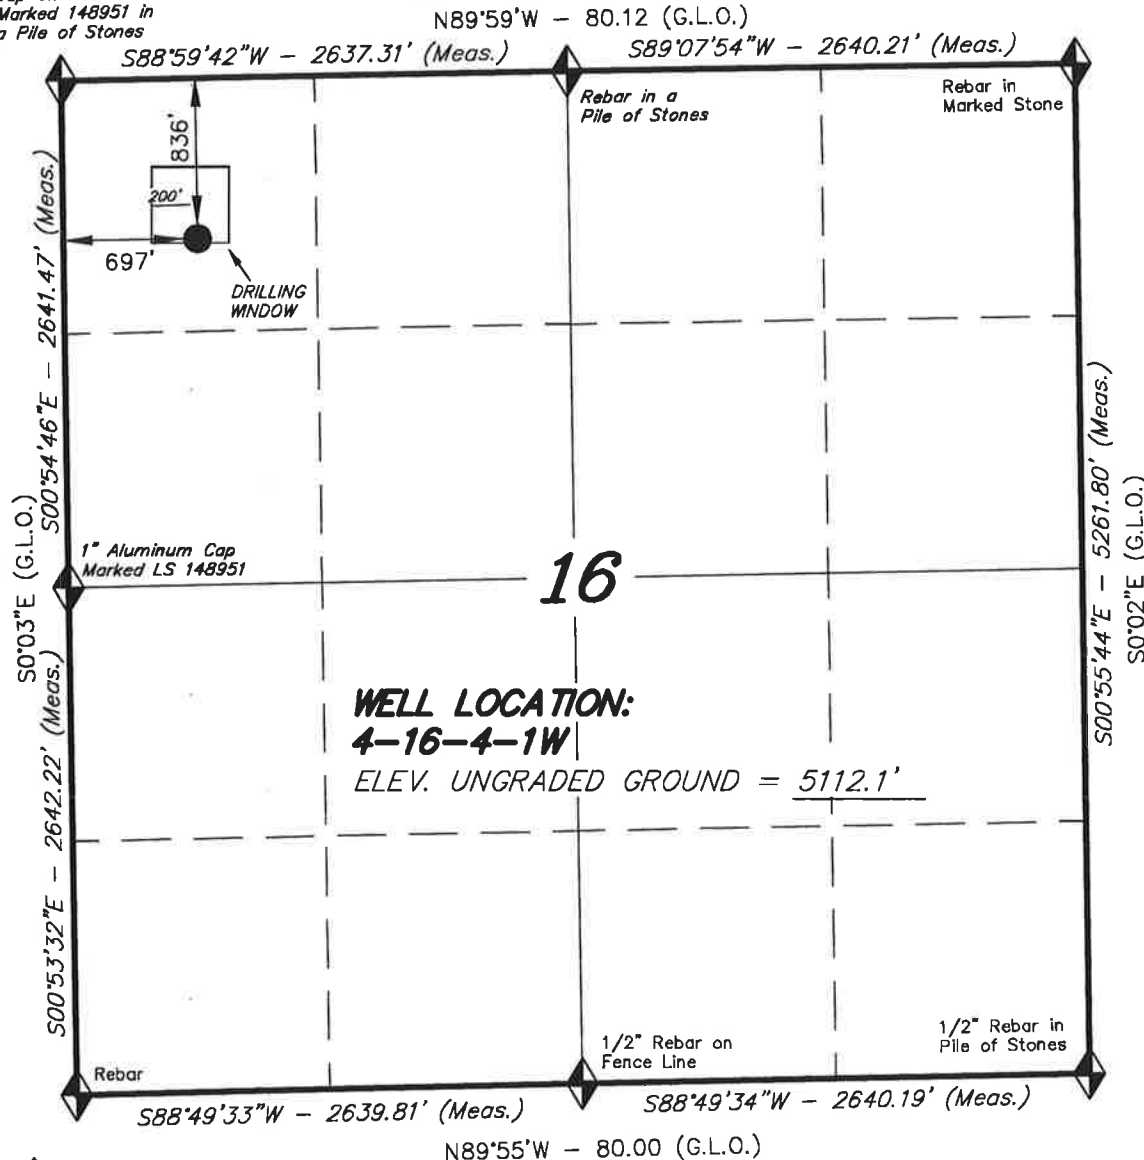 Marked 148951 in
a Pile of Stones
N89°59'W - 80.12 (G.L.O.)
S88°59'42"W - 2637.31' (Meas.)
S89°07'54"W - 2640.21' (Meas.)
Rebar in a
Pile of Stones
Rebar in
Marked Stone
836'
200'
697'
DRILLING
WINDOW
S00°54'46"E - 2641.47' (Meas.)
S0°03"E (G.L.O.)
1" Aluminum Cap
Marked LS 148951
16
S00°55'44"E - 5261.80' (Meas.)
S0°02"E (G.L.O.)
WELL LOCATION:
4-16-4-1W
ELEV. UNGRADED GROUND = 5112.1'
S00°53'32"E - 2642.22' (Meas.)
Rebar
1/2" Rebar on
Fence Line
1/2" Rebar in
Pile of Stones
S88°49'33"W - 2639.81' (Meas.)
S88°49'34"W - 2640.19' (Meas.)
N89°55'W - 80.00 (G.L.O.)